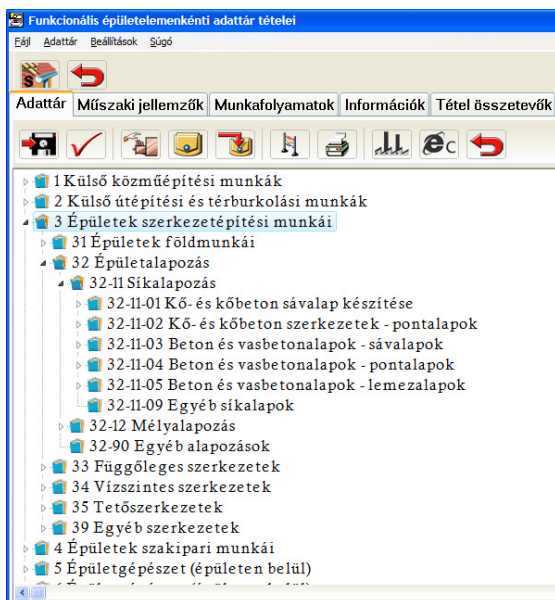 Funkcionális épületelemenkénti adattár tételei
Fájl Adattár Beállítások Súgó
Adattár Műszaki jellemzők Munkafolyamatok Információk Tétel összetevők
1 Külső közműépítési munkák
2 Külső útépítési és térburkolási munkák
3 Épületek szerkezetépítési munkái
31 Épületek földmunkái
32 Épületalapozás
32-11 Síkalapozás
32-11-01 Kő- és kőbeton sávalap készítése
32-11-02 Kő- és kőbeton szerkezetek - pontalapok
32-11-03 Beton és vasbetonalapok - sávalapok
32-11-04 Beton és vasbetonalapok - pontalapok
32-11-05 Beton és vasbetonalapok - lemezalapok
32-11-09 Egyéb síkalapok
32-12 Mélyalapozás
32-90 Egyéb alapozások
33 Függőleges szerkezetek
34 Vízszintes szerkezetek
35 Tetőszerkezetek
39 Egyéb szerkezetek
4 Épületek szakipari munkái
5 Épületgépészet (épületen belül)